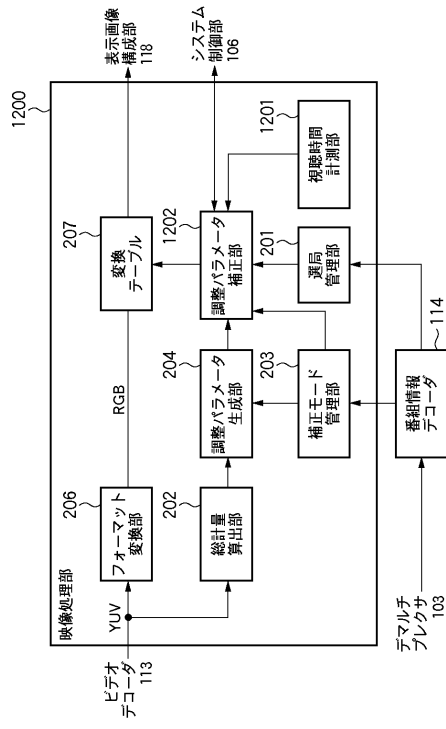 1200
映像処理部
ビデオ
デコーダ
113
YUV
206
フォーマット
変換部
RGB
207
変換
テーブル
表示画像
構成部
118
202
総計量
算出部
204
調整パラメータ
生成部
1202
調整パラメータ
補正部
システム
制御部
106
203
補正モード
管理部
201
選局
管理部
1201
視聴時間
計測部
デマルチ
プレクサ
103
番組情報
デコーダ
114